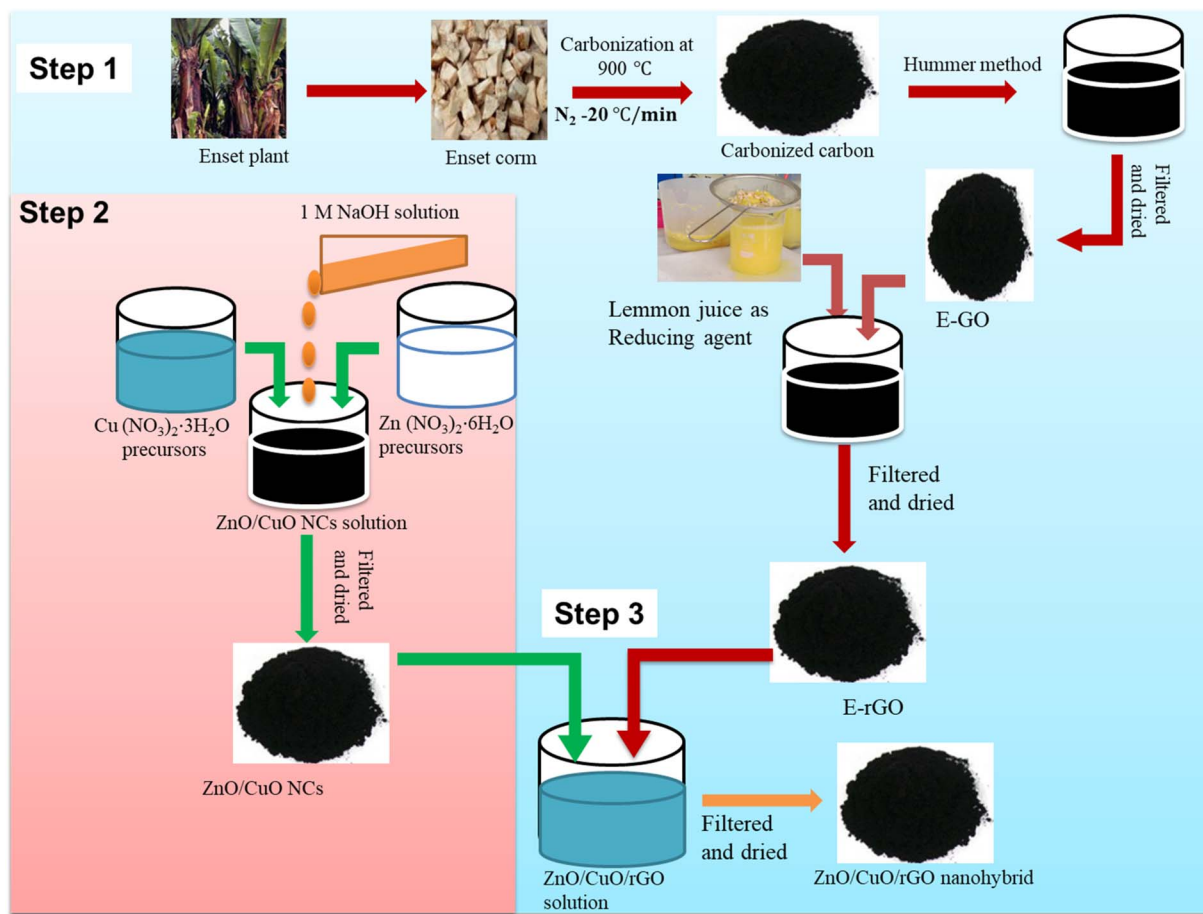 Step 1
Enset plant
Enset corm
Carbonization at
900 °C
N₂ -20 °C/min
Carbonized carbon
Hummer method
Filtered
and dried
E-GO
Lemmon juice as
Reducing agent
Filtered
and dried
E-rGO
Step 2
1 M NaOH solution
Cu (NO₃)₂·3H₂O
precursors
Zn (NO₃)₂·6H₂O
precursors
ZnO/CuO NCs solution
Filtered
and dried
ZnO/CuO NCs
Step 3
ZnO/CuO/rGO
solution
Filtered
and dried
ZnO/CuO/rGO nanohybrid